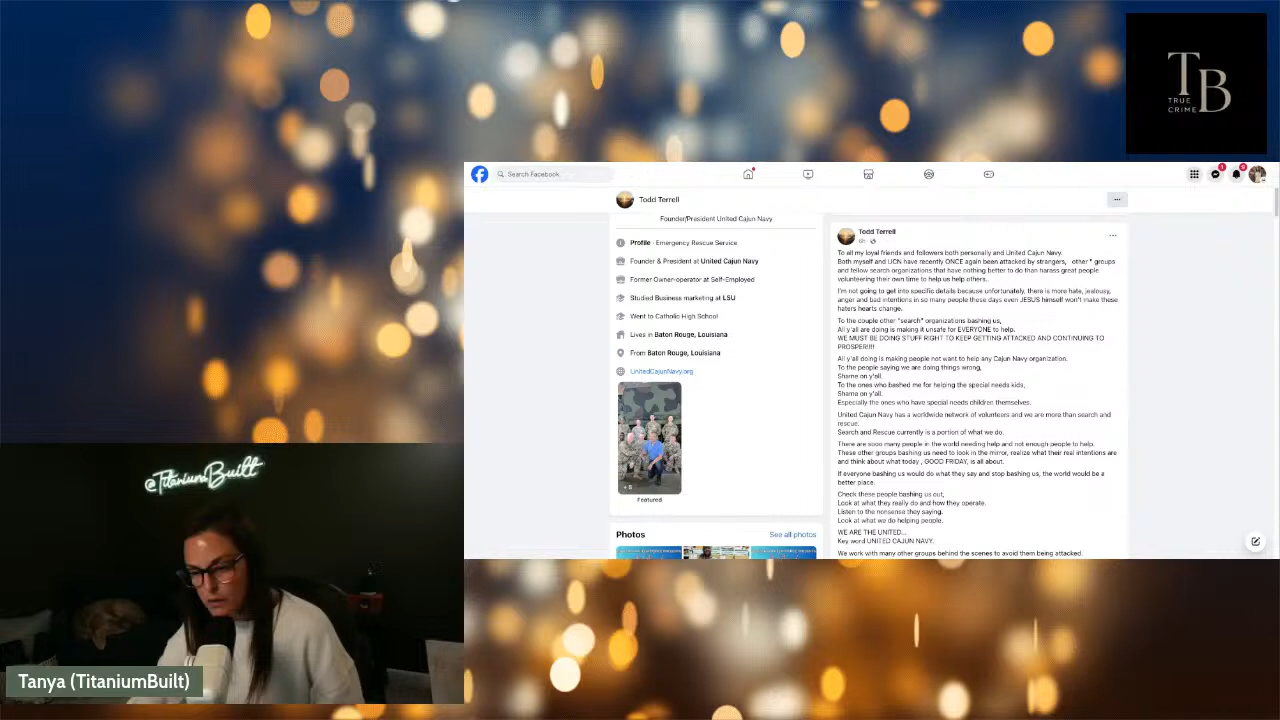 TB
TRUE
CRIME
Search Facebook
1
9
Todd Terrell
Founder/President United Cajun Navy
Profile · Emergency Rescue Service
Founder & President at United Cajun Navy
Former Owner-operator at Self-Employed
Studied Business marketing at LSU
Went to Catholic High School
Lives in Baton Rouge, Louisiana
From Baton Rouge, Louisiana
UnitedCajunNavy.org
Featured
Photos
See all photos
Todd Terrell
To all my loyal friends and followers both personally and United Cajun Navy.
Both myself and UCN have recently ONCE again been attacked by strangers, other " groups
and fellow search organizations that have nothing better to do than harass great people
volunteering their own time to help us help others..
I'm not going to get into specific details because unfortunately, there is more hate, jealousy,
anger and bad intentions in so many people these days even JESUS himself won't make these
haters hearts change.
To the couple other "search" organizations bashing us,
All y'all are doing is making it unsafe for EVERYONE to help.
WE MUST BE DOING STUFF RIGHT TO KEEP GETTING ATTACKED AND CONTINUING TO
PROSPER!!!!
All y'all doing is making people not want to help any Cajun Navy organization.
To the people saying we are doing things wrong,
Shame on y'all.
To the ones who bashed me for helping the special needs kids,
Shame on y'all.
Especially the ones who have special needs children themselves.
United Cajun Navy has a worldwide network of volunteers and we are more than search and
rescue.
Search and Rescue currently is a portion of what we do.
There are sooo many people in the world needing help and not enough people to help.
These other groups bashing us need to look in the mirror, realize what their real intentions are
and think about what today , GOOD FRIDAY, is all about.
If everyone bashing us would do what they say and stop bashing us, the world would be a
better place.
Check these people bashing us out,
Look at what they really do and how they operate.
Listen to the nonsense they saying.
Look at what we do helping people.
WE ARE THE UNITED...
Key word UNITED CAJUN NAVY.
We work with many other groups behind the scenes to avoid them being attacked.
@TitaniumBuilt
Tanya (TitaniumBuilt)